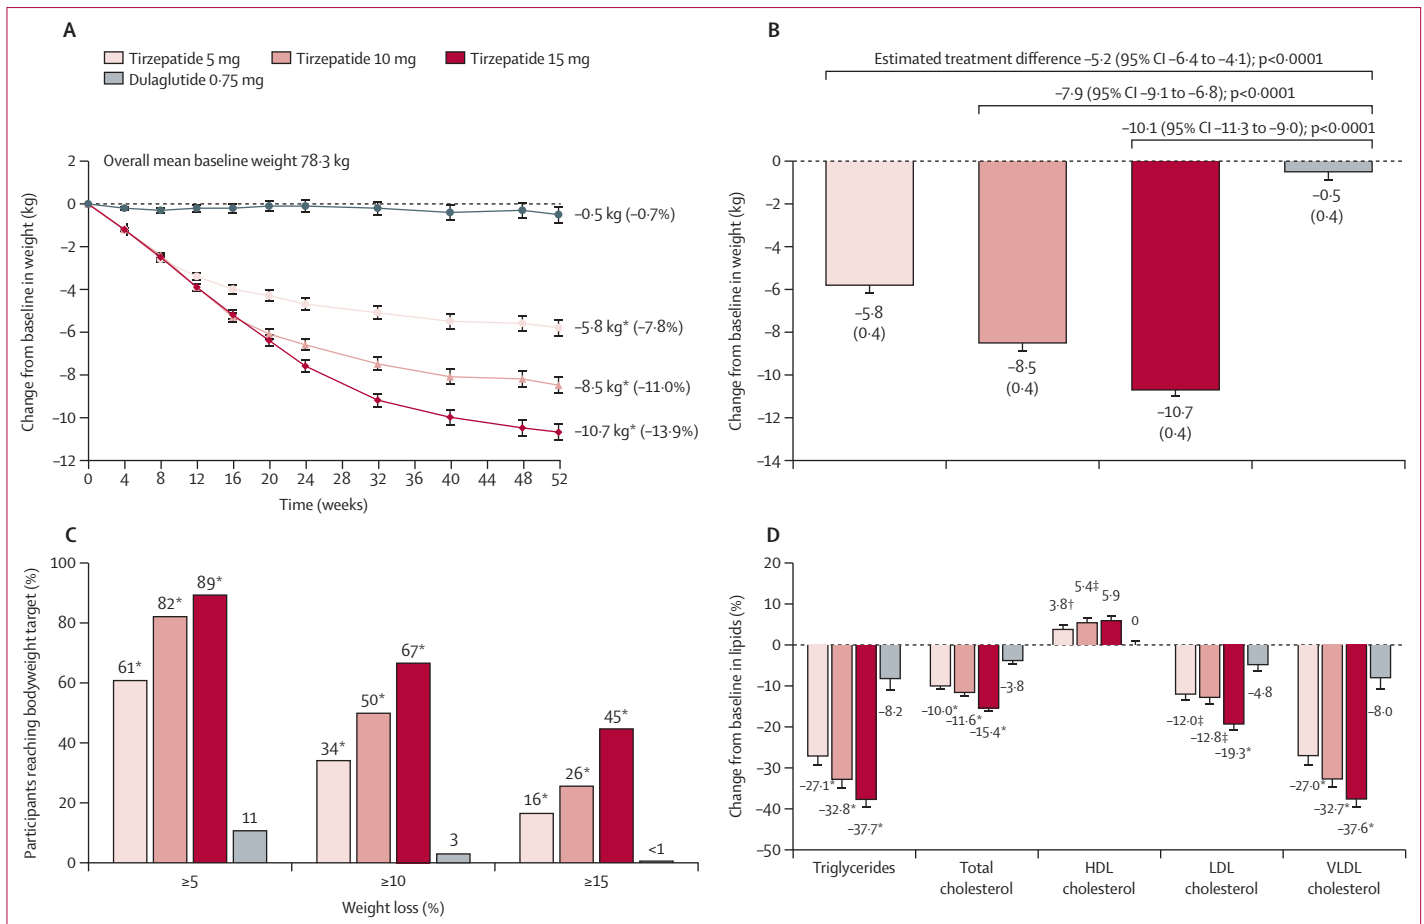 A
Tirzepatide 5 mg
Tirzepatide 10 mg
Tirzepatide 15 mg
Dulaglutide 0·75 mg
Overall mean baseline weight 78·3 kg
Change from baseline in weight (kg)
2
0
–2
–4
–6
–8
–10
–12
–0·5 kg (–0·7%)
–5·8 kg* (–7·8%)
–8·5 kg* (–11·0%)
–10·7 kg* (–13·9%)
0 4 8 12 16 20 24 28 32 36 40 44 48 52
Time (weeks)
B
Estimated treatment difference –5·2 (95% CI –6·4 to –4·1); p<0·0001
–7·9 (95% CI –9·1 to –6·8); p<0·0001
–10·1 (95% CI –11·3 to –9·0); p<0·0001
Change from baseline in weight (kg)
0
–2
–4
–6
–8
–10
–12
–14
–5·8
(0·4)
–8·5
(0·4)
–10·7
(0·4)
–0·5
(0·4)
C
Participants reaching bodyweight target (%)
100
80
60
40
20
0
61*
82*
89*
11
34*
50*
67*
3
16*
26*
45*
<1
≥5 ≥10 ≥15
Weight loss (%)
D
Change from baseline in lipids (%)
20
10
0
–10
–20
–30
–40
–50
–27·1*
–32·8*
–37·7*
–8·2
–10·0*
–11·6*
–15·4*
–3·8
3·8†
5·4‡
5·9
0
–12·0‡
–12·8‡
–19·3*
–4·8
–27·0*
–32·7*
–37·6*
–8·0
Triglycerides
Total
cholesterol
HDL
cholesterol
LDL
cholesterol
VLDL
cholesterol